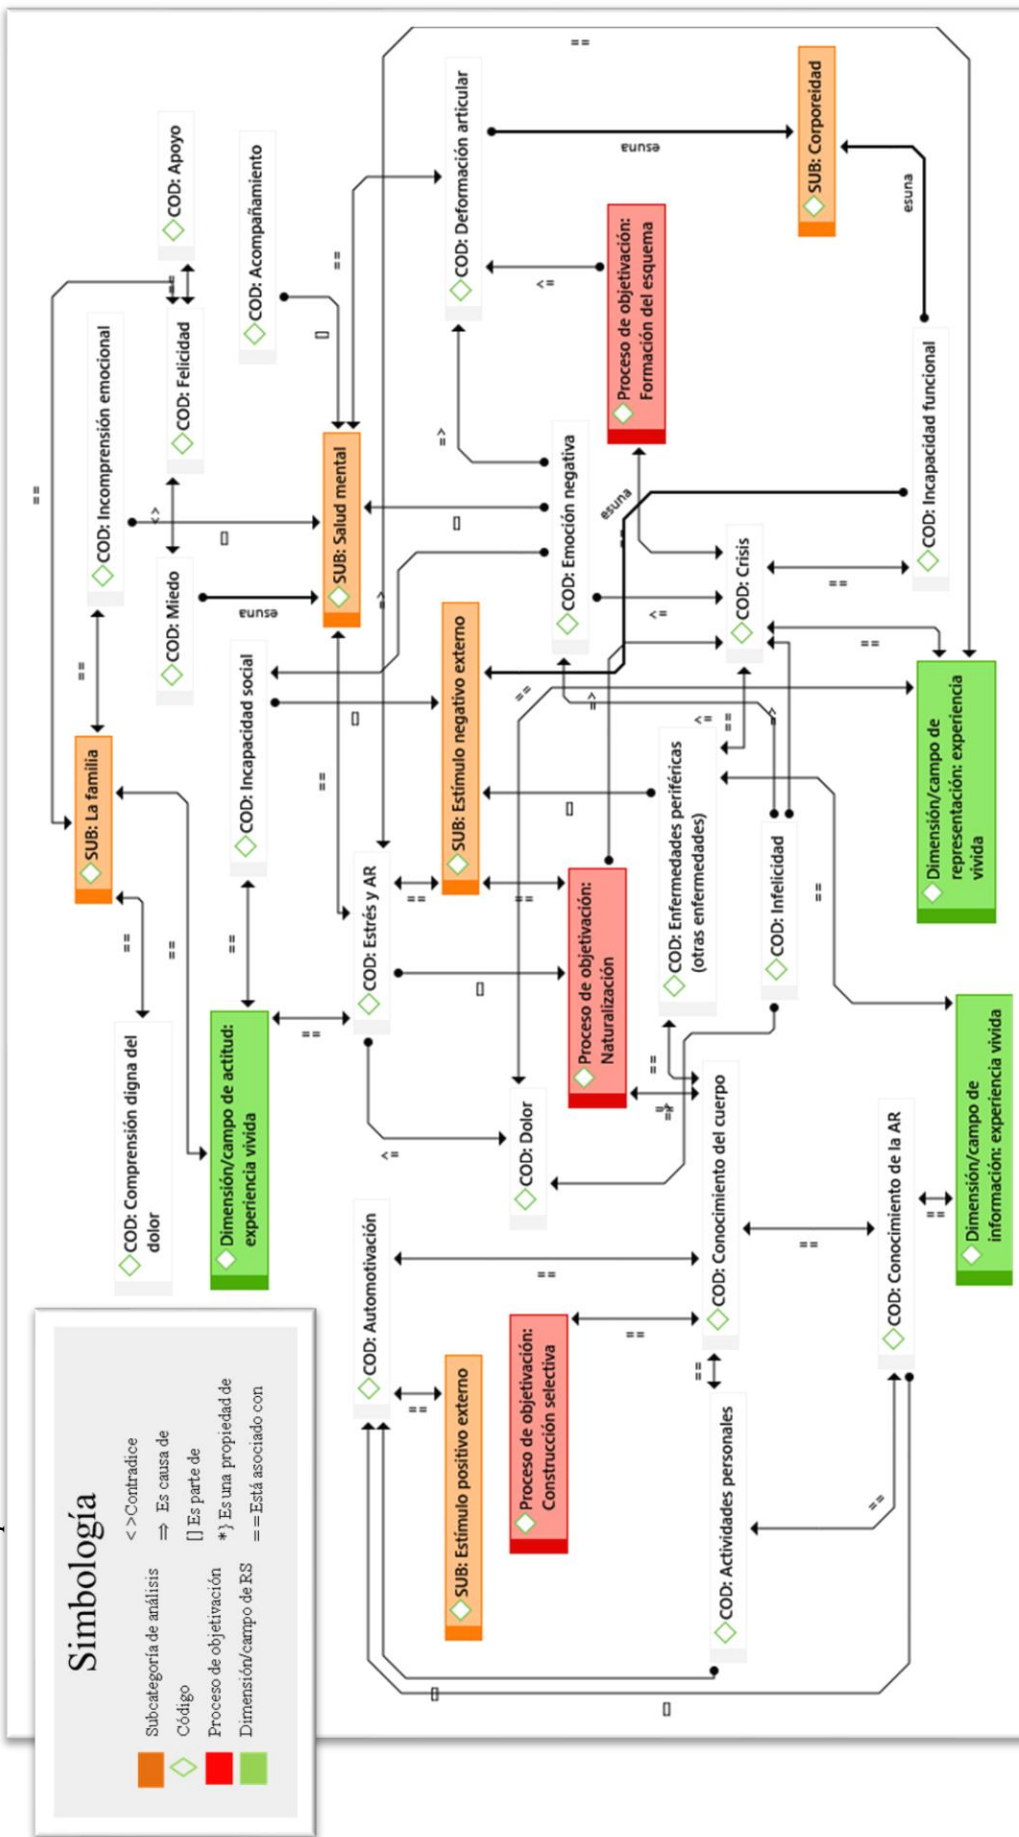 Simbología
Subcategoría de análisis
Código
Proceso de objetivación
Dimensión/campo de RS
< >Contradice
=> Es causa de
[] Es parte de
*} Es una propiedad de
== Está asociado con
SUB: La familia
COD: Incomprensión emocional
COD: Apoyo
COD: Comprensión digna del
dolor
COD: Miedo
COD: Felicidad
Dimensión/campo de actitud:
experiencia vivida
COD: Incapacidad social
COD: Acompañamiento
SUB: Salud mental
COD: Automotivación
COD: Estrés y AR
SUB: Estímulo positivo externo
SUB: Estímulo negativo externo
COD: Deformación articular
Proceso de objetivación:
Construcción selectiva
COD: Dolor
Proceso de objetivación:
Naturalización
COD: Emoción negativa
Proceso de objetivación:
Formación del esquema
COD: Actividades personales
COD: Conocimiento del cuerpo
COD: Enfermedades periféricas
(otras enfermedades)
COD: Crisis
COD: Infelicidad
SUB: Corporeidad
COD: Conocimiento de la AR
COD: Incapacidad funcional
Dimensión/campo de
información: experiencia vivida
Dimensión/campo de
representación: experiencia
vivida
==
==
==
==
==
==
==
<>
[]
esuna
[]
==
==
=>
[]
[]
esuna
<=
esuna
esuna
==
==
[]
[]
<=
==
==
==
==
==
==
==
==
[]
[]